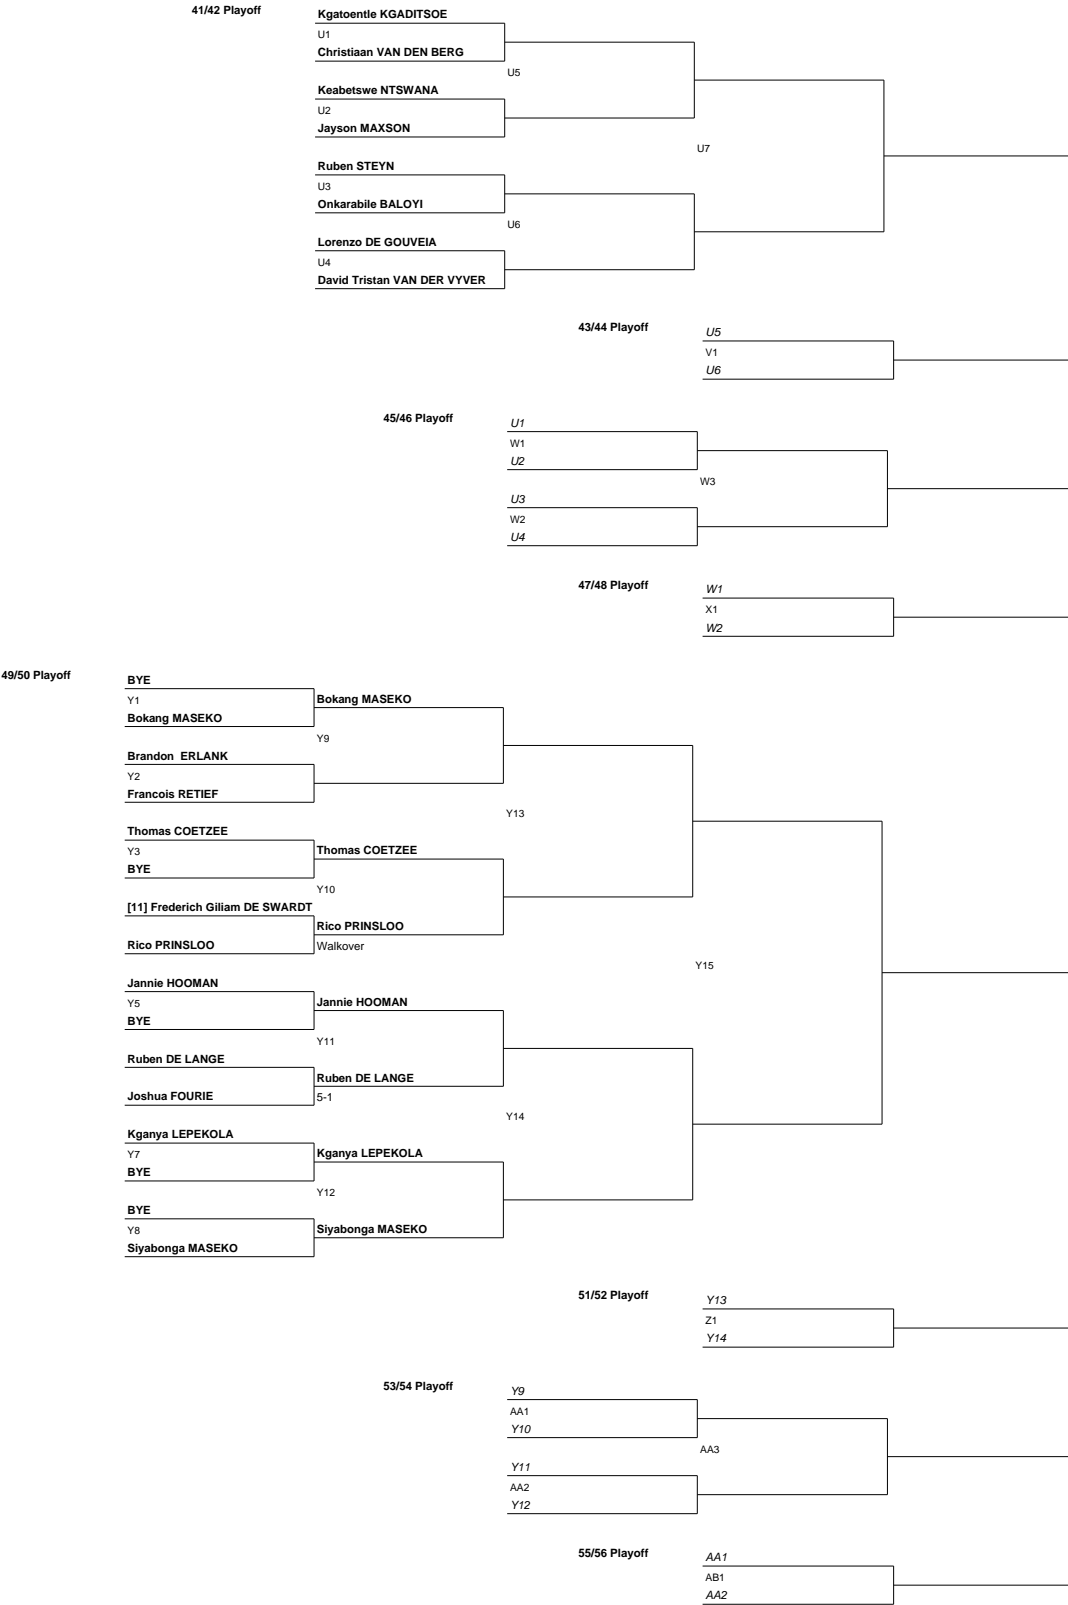 41/42 Playoff
Kgatoentle KGADITSOE
U1
Christiaan VAN DEN BERG
U5
Keabetswe NTSWANA
U2
Jayson MAXSON
U7
Ruben STEYN
U3
Onkarabile BALOYI
U6
Lorenzo DE GOUVEIA
U4
David Tristan VAN DER VYVER
43/44 Playoff
U5
V1
U6
45/46 Playoff
U1
W1
U2
W3
U3
W2
U4
47/48 Playoff
W1
X1
W2
49/50 Playoff
BYE
Y1
Bokang MASEKO
Bokang MASEKO
Y9
Brandon  ERLANK
Y2
Francois RETIEF
Y13
Thomas COETZEE
Y3
Thomas COETZEE
BYE
Y10
[11] Frederich Giliam DE SWARDT
Rico PRINSLOO
Rico PRINSLOO
Walkover
Y15
Jannie HOOMAN
Y5
Jannie HOOMAN
BYE
Y11
Ruben DE LANGE
Ruben DE LANGE
Joshua FOURIE
5-1
Y14
Kganya LEPEKOLA
Y7
Kganya LEPEKOLA
BYE
Y12
BYE
Y8
Siyabonga MASEKO
Siyabonga MASEKO
51/52 Playoff
Y13
Z1
Y14
53/54 Playoff
Y9
AA1
Y10
AA3
Y11
AA2
Y12
55/56 Playoff
AA1
AB1
AA2